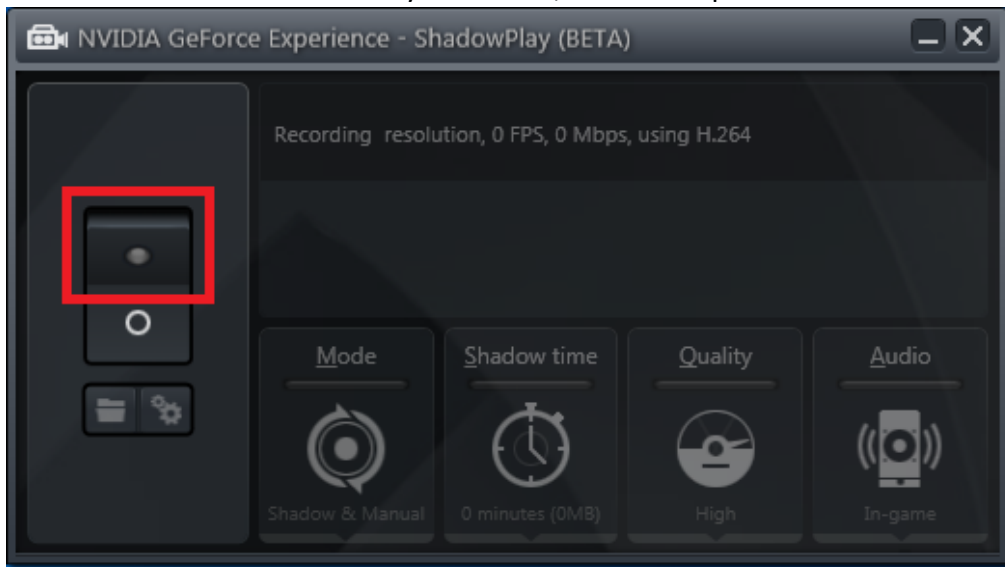 NVIDIA GeForce Experience - ShadowPlay (BETA)
Recording resolution, 0 FPS, 0 Mbps, using H.264
Mode
Shadow time
Quality
Audio
Shadow & Manual
0 minutes (0MB)
High
In-game